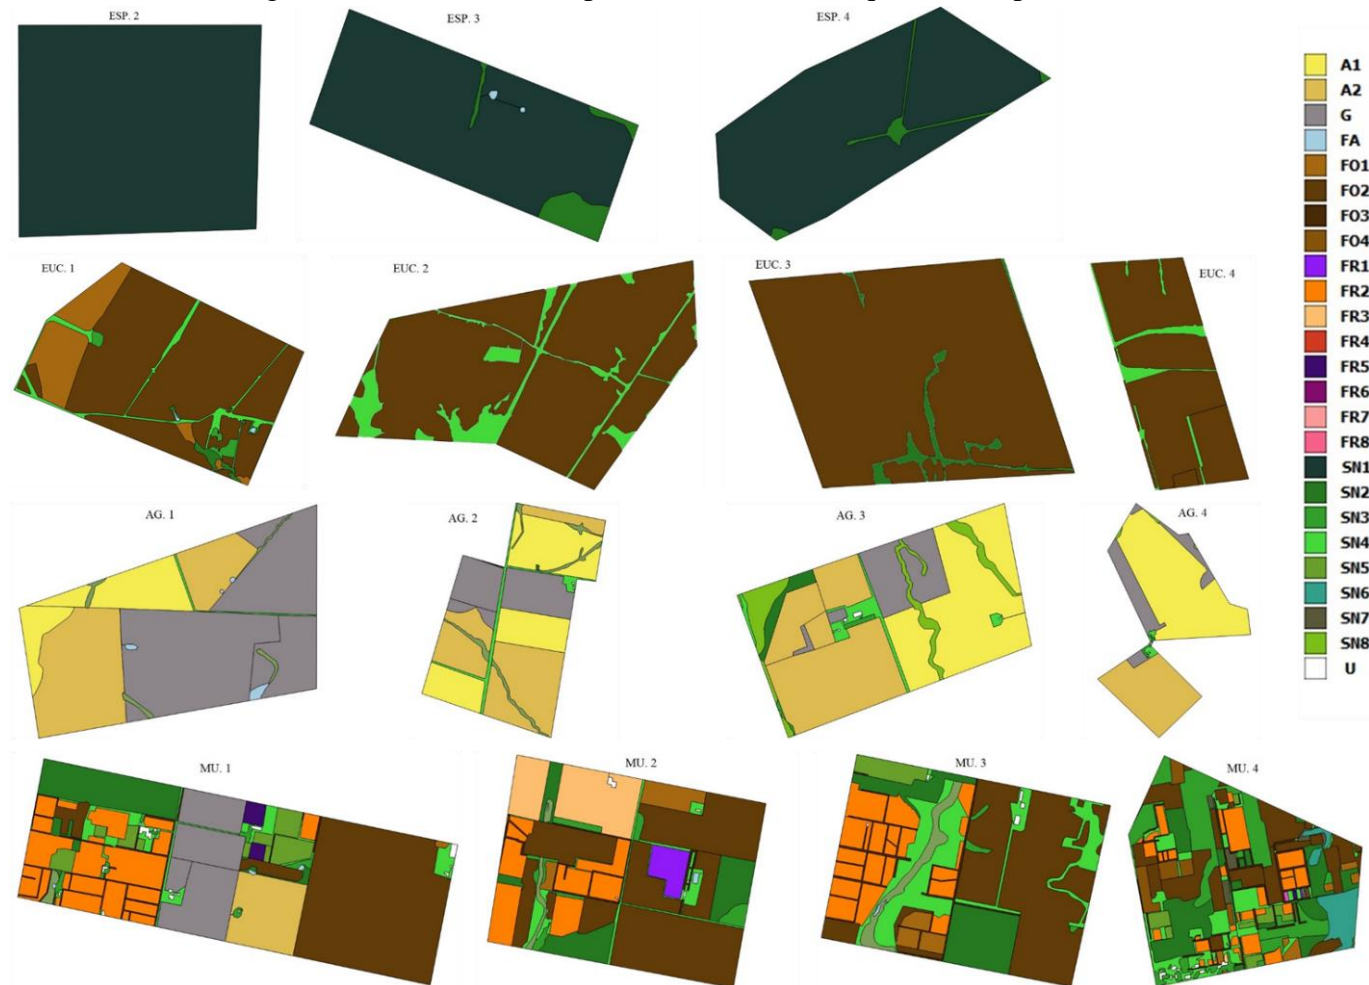 ESP. 2
ESP. 3
ESP. 4
EUC. 1
EUC. 2
EUC. 3
EUC. 4
AG. 1
AG. 2
AG. 3
AG. 4
MU. 1
MU. 2
MU. 3
MU. 4
A1
A2
G
FA
FO1
FO2
FO3
FO4
FR1
FR2
FR3
FR4
FR5
FR6
FR7
FR8
SN1
SN2
SN3
SN4
SN5
SN6
SN7
SN8
U